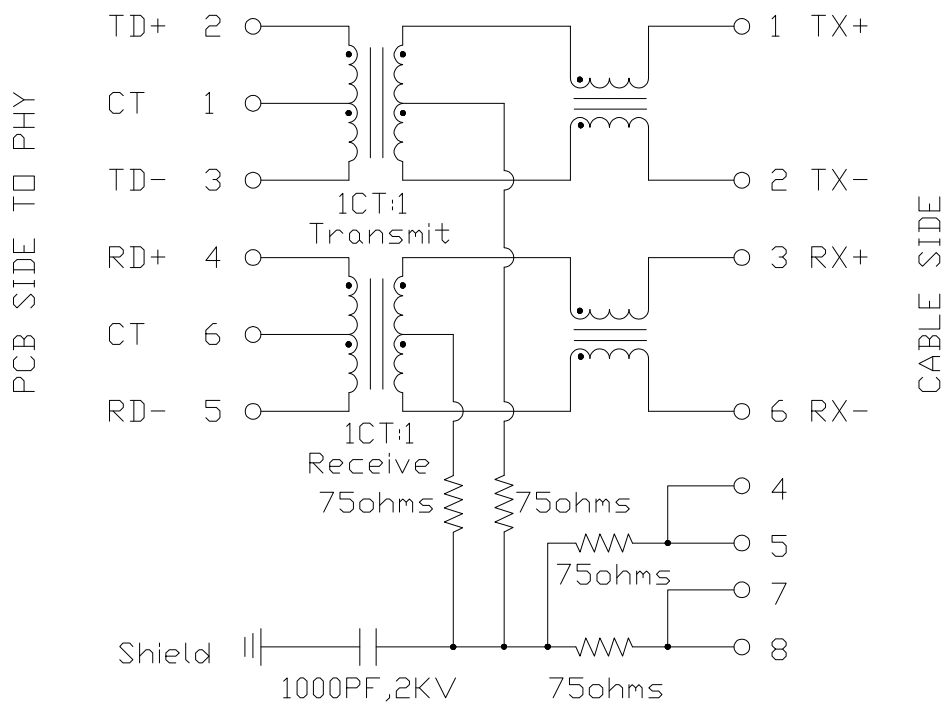 TD+ 2
1 TX+
CT 1
TD- 3
2 TX-
1CT:1
Transmit
RD+ 4
3 RX+
CT 6
RD- 5
6 RX-
1CT:1
Receive
75ohms
75ohms
4
5
75ohms
7
Shield
8
1000PF,2KV
75ohms
PCB SIDE TO PHY
CABLE SIDE